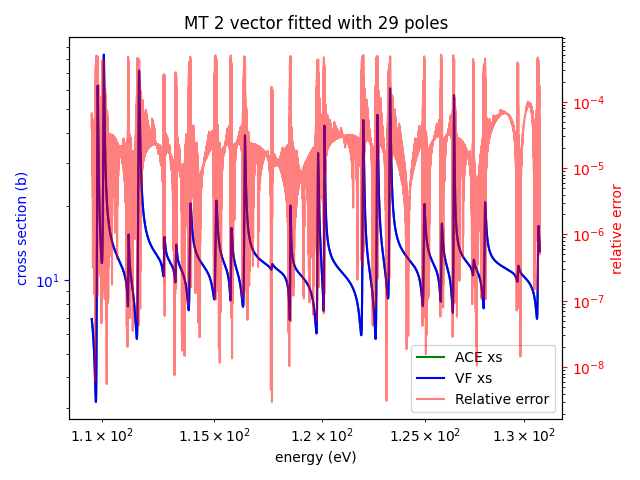 MT 2 vector fitted with 29 poles
cross section (b)
10¹
10⁻⁴
10⁻⁵
10⁻⁶
10⁻⁷
10⁻⁸
relative error
ACE xs
VF xs
Relative error
1.1 × 10² 1.15 × 10² 1.2 × 10² 1.25 × 10² 1.3 × 10²
energy (eV)